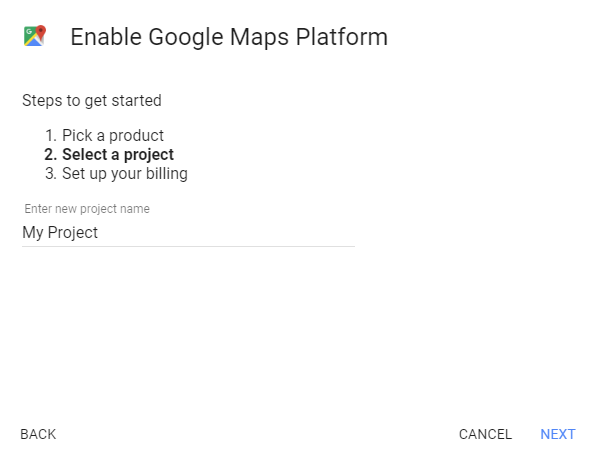 Enable Google Maps Platform
Steps to get started
1. Pick a product
2. Select a project
3. Set up your billing
Enter new project name
My Project
BACK CANCEL NEXT